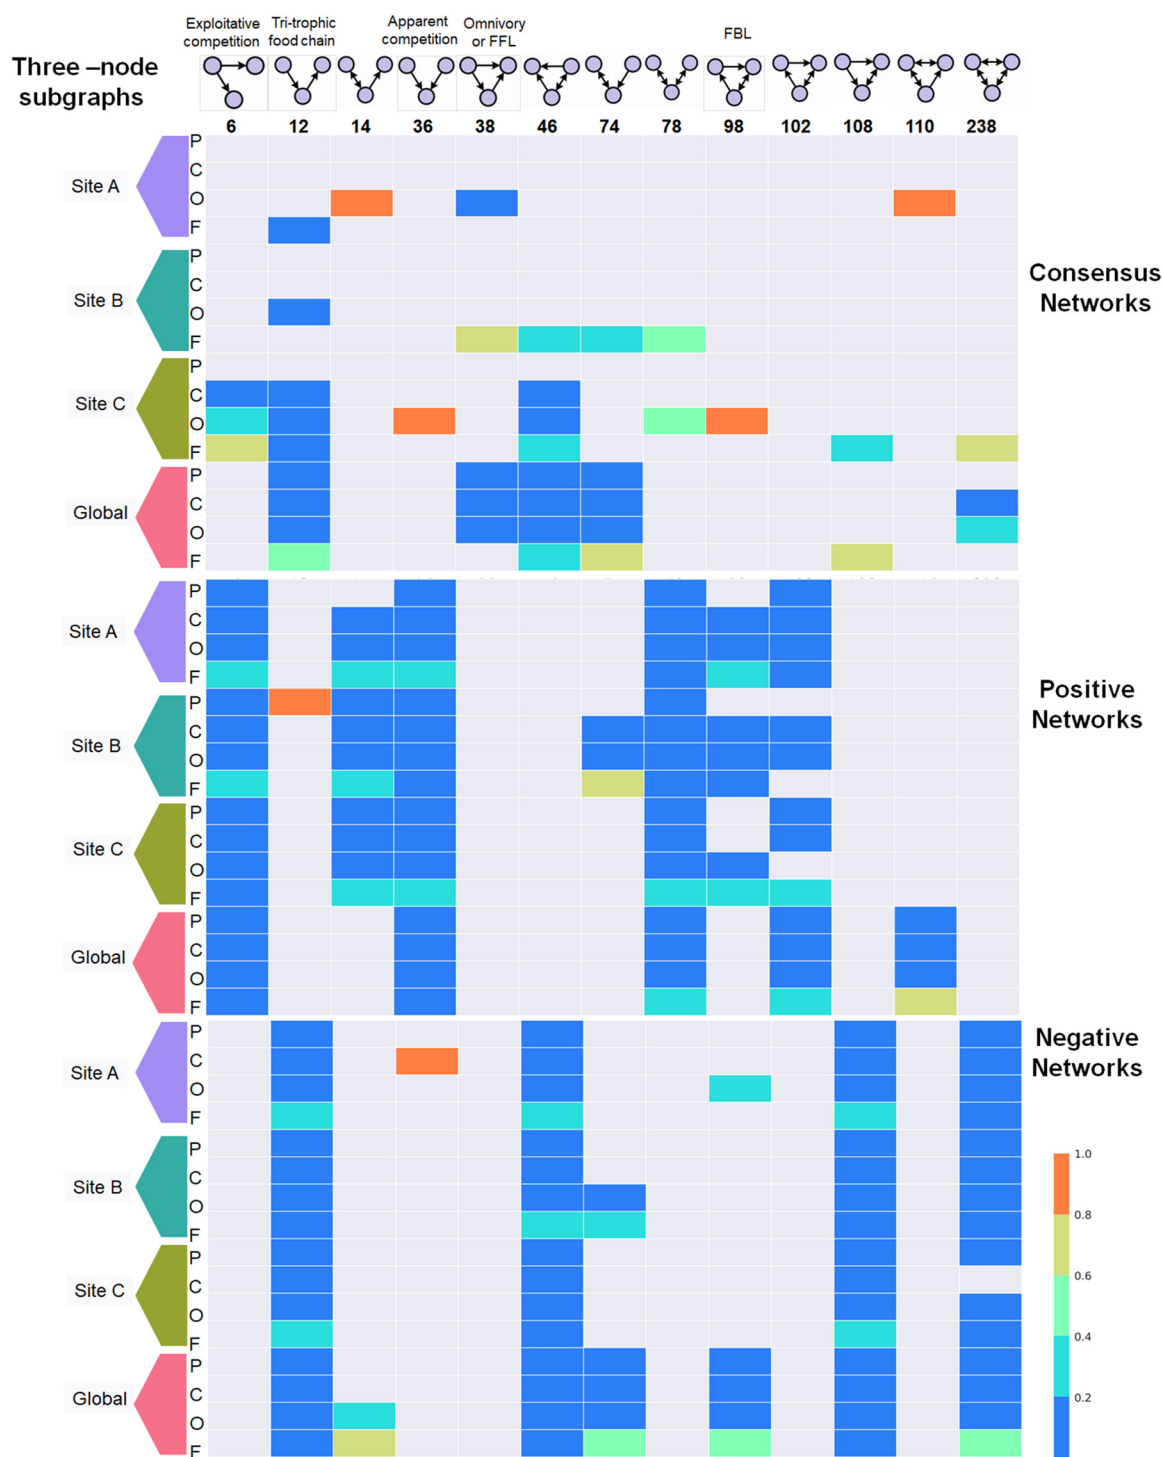 Exploitative competition
Tri-trophic food chain
Apparent competition
Omnivory or FFL
FBL
Three –node subgraphs
6 12 14 36 38 46 74 78 98 102 108 110 238
Site A
P
C
O
F
Site B
P
C
O
F
Site C
P
C
O
F
Global
P
C
O
F
Consensus
Networks
Site A
P
C
O
F
Site B
P
C
O
F
Site C
P
C
O
F
Global
P
C
O
F
Positive
Networks
Site A
P
C
O
F
Site B
P
C
O
F
Site C
P
C
O
F
Global
P
C
O
F
Negative
Networks
1.0
0.8
0.6
0.4
0.2